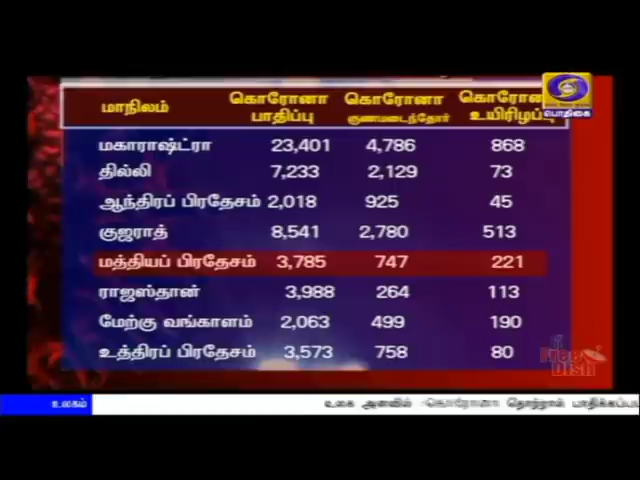 மாநிலம் கொரோனா பாதிப்பு கொரோனா குணமடைந்தோர் கொரோனா உயிரிழப்பு
பொதிகை
மகாராஷ்ட்ரா 23,401 4,786 868
தில்லி 7,233 2,129 73
ஆந்திரப் பிரதேசம் 2,018 925 45
குஜராத் 8,541 2,780 513
மத்தியப் பிரதேசம் 3,785 747 221
ராஜஸ்தான் 3,988 264 113
மேற்கு வங்காளம் 2,063 499 190
உத்திரப் பிரதேசம் 3,573 758 80
Free Dish
உலகம் உலக அளவில் கொரோனா தொற்றால் பாதிக்கப்ப